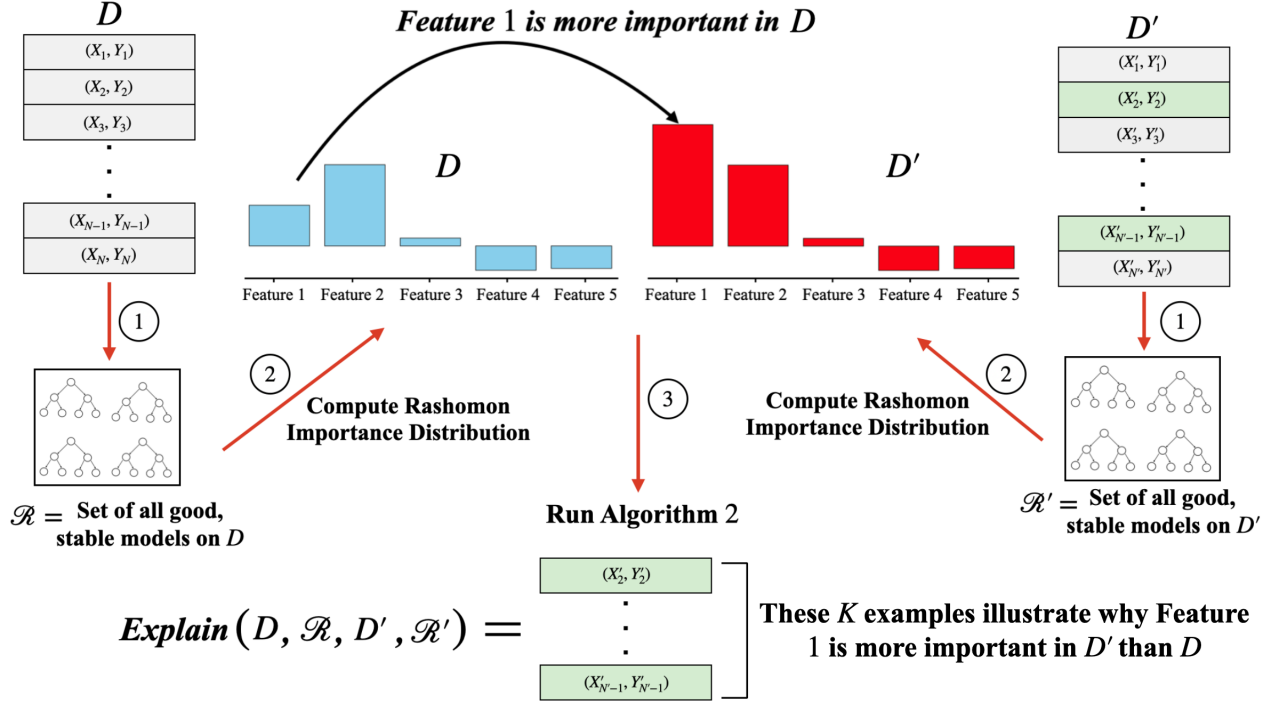 D
Feature 1 is more important in D
D′
(X₁, Y₁)
(X₂, Y₂)
(X₃, Y₃)
(X_{N−1}, Y_{N−1})
(X_N, Y_N)
D
D′
Feature 1 Feature 2 Feature 3 Feature 4 Feature 5
Feature 1 Feature 2 Feature 3 Feature 4 Feature 5
(X′₁, Y′₁)
(X′₂, Y′₂)
(X′₃, Y′₃)
(X′_{N′−1}, Y′_{N′−1})
(X′_{N′}, Y′_{N′})
1
2
Compute Rashomon
Importance Distribution
3
1
2
Compute Rashomon
Importance Distribution
ℛ = Set of all good,
stable models on D
ℛ′ = Set of all good,
stable models on D′
Run Algorithm 2
Explain(D, ℛ, D′, ℛ′) =
(X′₂, Y′₂)
(X′_{N′−1}, Y′_{N′−1})
These K examples illustrate why Feature
1 is more important in D′ than D